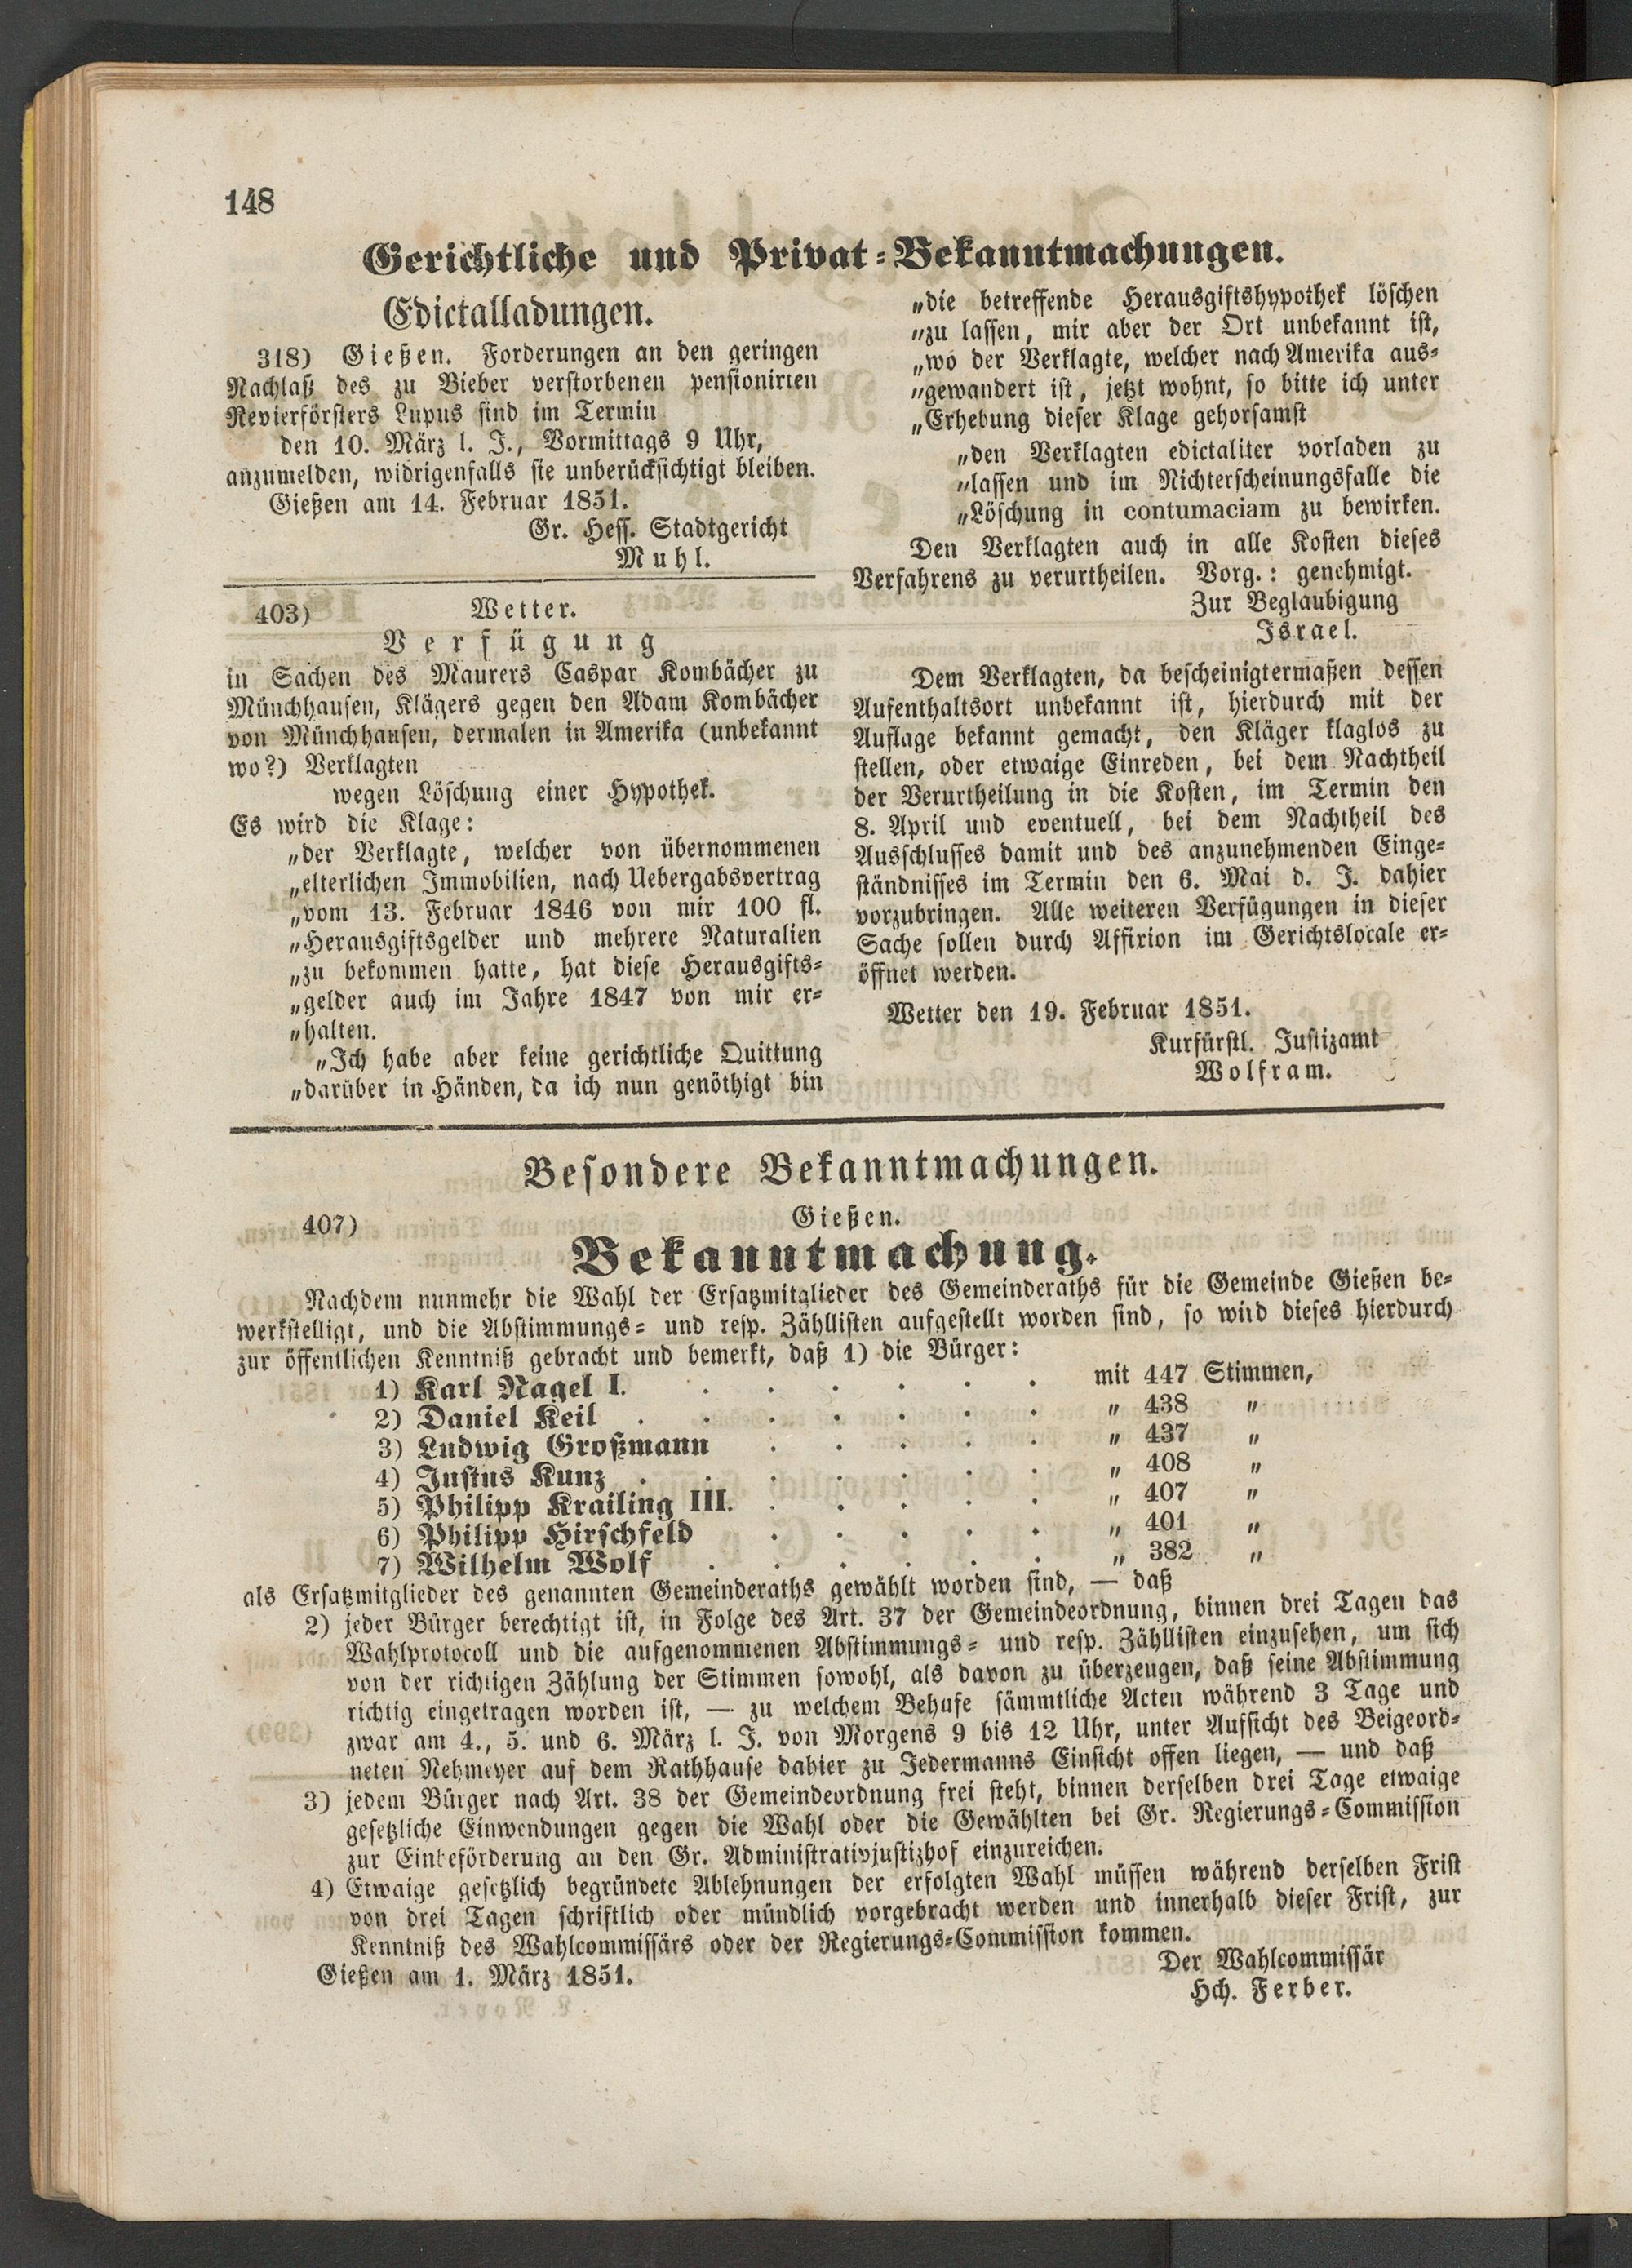 148
Gerichtliche und Privat=Bekanntmachungen.
Edictalladungen.
318) Gießen. Forderungen an den geringen
Nachlaß des zu Bieber verstorbenen pensionirten
Revierförsters Lupus sind im Termin
den 10. März l. J., Vormittags 9 Uhr,
anzumelden, widrigenfalls sie unberücksichtigt bleiben.
Gießen am 14. Februar 1851.
Gr. Hess. Stadtgericht
Muhl.
403) Wetter.
Verfügung
in Sachen des Maurers Caspar Kombächer zu
Münchhausen, Klägers gegen den Adam Kombächer
von Münchhausen, dermalen in Amerika (unbekannt
wo?) Verklagten
wegen Löschung einer Hypothek.
Es wird die Klage:
„der Verklagte, welcher von übernommenen
„elterlichen Immobilien, nach Uebergabsvertrag
„vom 13. Februar 1846 von mir 100 fl.
„Herausgiftsgelder und mehrere Naturalien
„zu bekommen hatte, hat diese Herausgifts=
„gelder auch im Jahre 1847 von mir er=
„halten.
„Ich habe aber keine gerichtliche Quittung
„darüber in Händen, da ich nun genöthigt bin
„die betreffende Herausgiftshypothek löschen
„zu lassen, mir aber der Ort unbekannt ist,
„wo der Verklagte, welcher nach Amerika aus=
„gewandert ist, jetzt wohnt, so bitte ich unter
„Erhebung dieser Klage gehorsamst
„den Verklagten edictaliter vorladen zu
„lassen und im Nichterscheinungsfalle die
„Löschung in contumaciam zu bewirken.
Den Verklagten auch in alle Kosten dieses
Verfahrens zu verurtheilen. Vorg.: genehmigt.
Zur Beglaubigung
Israel.
Dem Verklagten, da bescheinigtermaßen dessen
Aufenthaltsort unbekannt ist, hierdurch mit der
Auflage bekannt gemacht, den Kläger klaglos zu
stellen, oder etwaige Einreden, bei dem Nachtheil
der Verurtheilung in die Kosten, im Termin den
8. April und eventuell, bei dem Nachtheil des
Ausschlusses damit und des anzunehmenden Einge=
ständnisses im Termin den 6. Mai d. J. dahier
vorzubringen. Alle weiteren Verfügungen in dieser
Sache sollen durch Affixion im Gerichtslocale er=
öffnet werden.
Wetter den 19. Februar 1851.
Kurfürstl. Justizamt
Wolfram.
Besondere Bekanntmachungen.
407) Gießen.
Bekanntmachung.
Nachdem nunmehr die Wahl der Ersatzmitglieder des Gemeinderaths für die Gemeinde Gießen be=
werkstelligt, und die Abstimmungs= und resp. Zähllisten aufgestellt worden sind, so wird dieses hierdurch
zur öffentlichen Kenntniß gebracht und bemerkt, daß 1) die Bürger:
1) Karl Nagel I. . . . . . . mit 447 Stimmen,
2) Daniel Keil . . . . . . . „ 438 „
3) Ludwig Großmann . . . . . „ 437 „
4) Justus Kunz . . . . . . . „ 408 „
5) Philipp Krailing III. . . . . . „ 407 „
6) Philipp Hirschfeld . . . . . „ 401 „
7) Wilhelm Wolf . . . . . . „ 382 „
als Ersatzmitglieder des genannten Gemeinderaths gewählt worden sind, — daß
2) jeder Bürger berechtigt ist, in Folge des Art. 37 der Gemeindeordnung, binnen drei Tagen das
Wahlprotocoll und die aufgenommenen Abstimmungs= und resp. Zähllisten einzusehen, um sich
von der richtigen Zählung der Stimmen sowohl, als davon zu überzeugen, daß seine Abstimmung
richtig eingetragen worden ist, — zu welchem Behufe sämmtliche Acten während 3 Tage und
zwar am 4., 5. und 6. März l. J. von Morgens 9 bis 12 Uhr, unter Aufsicht des Beigeord=
neten Nehmeyer auf dem Rathhause dahier zu Jedermanns Einsicht offen liegen, — und daß
3) jedem Bürger nach Art. 38 der Gemeindeordnung frei steht, binnen derselben drei Tage etwaige
gesetzliche Einwendungen gegen die Wahl oder die Gewählten bei Gr. Regierungs=Commission
zur Einbeförderung an den Gr. Administrativjustizhof einzureichen.
4) Etwaige gesetzlich begründete Ablehnungen der erfolgten Wahl müssen während derselben Frist
von drei Tagen schriftlich oder mündlich vorgebracht werden und innerhalb dieser Frist, zur
Kenntniß des Wahlcommissärs oder der Regierungs=Commission kommen.
Gießen am 1. März 1851.
Der Wahlcommissär
Hch. Ferber.